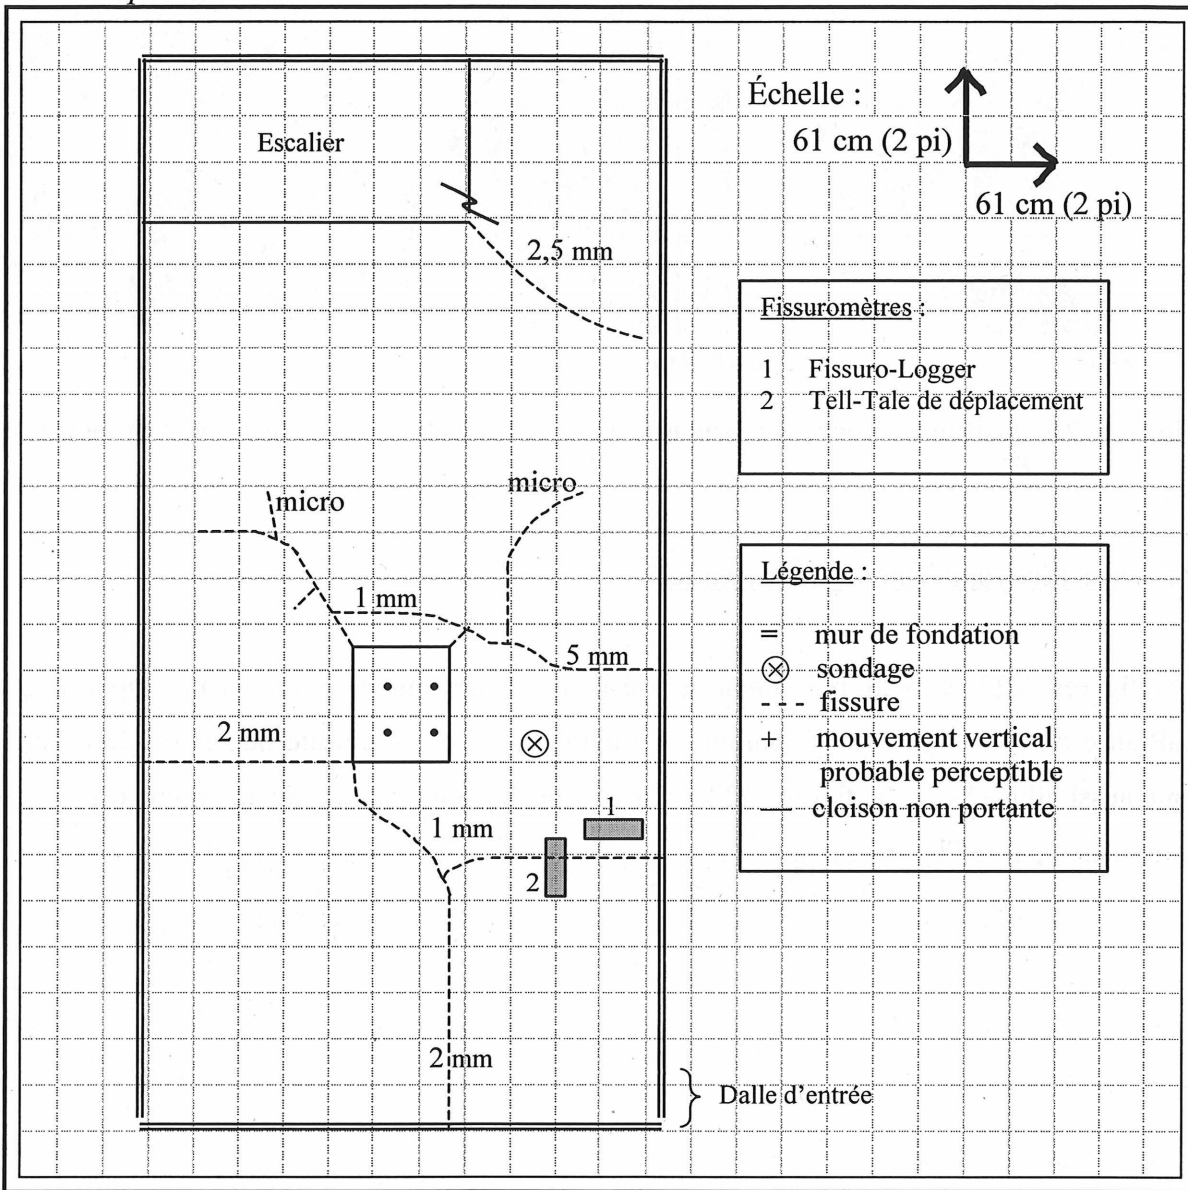 Échelle :
61 cm (2 pi)
61 cm (2 pi)
Escalier
2,5 mm
Fissuromètres :
1 Fissuro-Logger
2 Tell-Tale de déplacement
micro
micro
1 mm
5 mm
2 mm
1 mm
1
2
2 mm
Légende :
= mur de fondation
⊗ sondage
--- fissure
+ mouvement vertical
probable perceptible
— cloison non portante
Dalle d'entrée